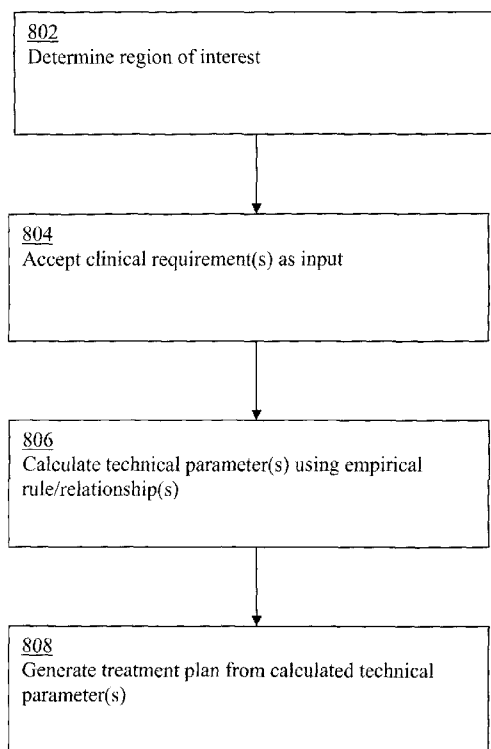 802
Determine region of interest
804
Accept clinical requirement(s) as input
806
Calculate technical parameter(s) using empirical
rule/relationship(s)
808
Generate treatment plan from calculated technical
parameter(s)